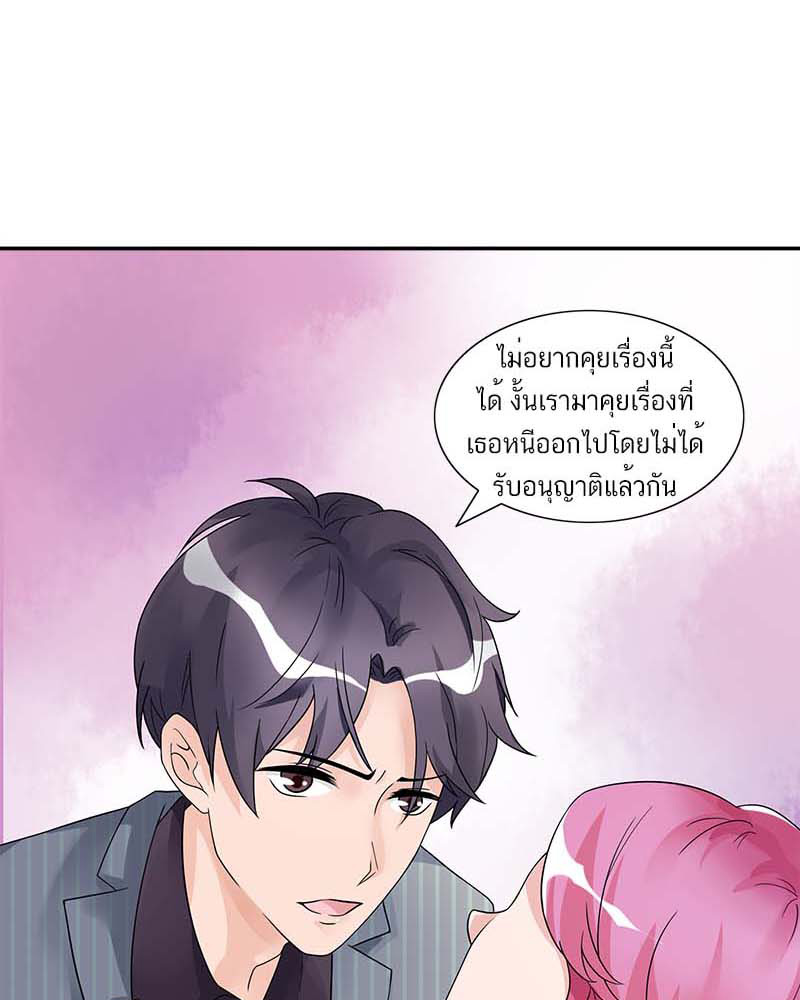 ไม่อยากคุยเรื่องนี้
ได้ งั้นเรามาคุยเรื่องที่
เธอหนีออกไปโดยไม่ได้
รับอนุญาติแล้วกัน